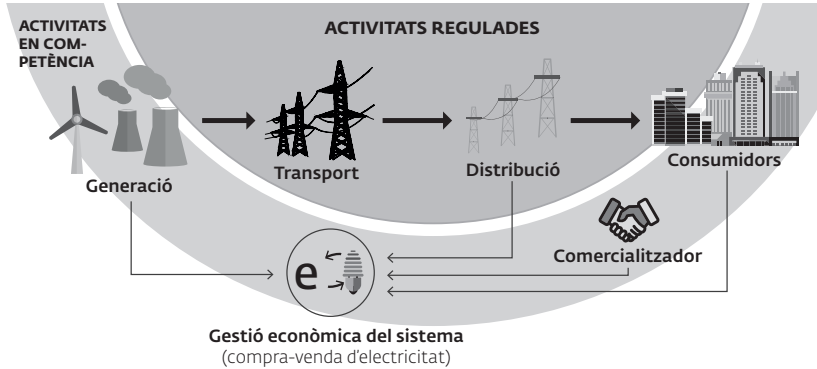 ACTIVITATS
EN COM-
PETÈNCIA
ACTIVITATS REGULADES
Generació
Transport
Distribució
Consumidors
Comercialitzador
e
Gestió econòmica del sistema
(compra-venda d'electricitat)